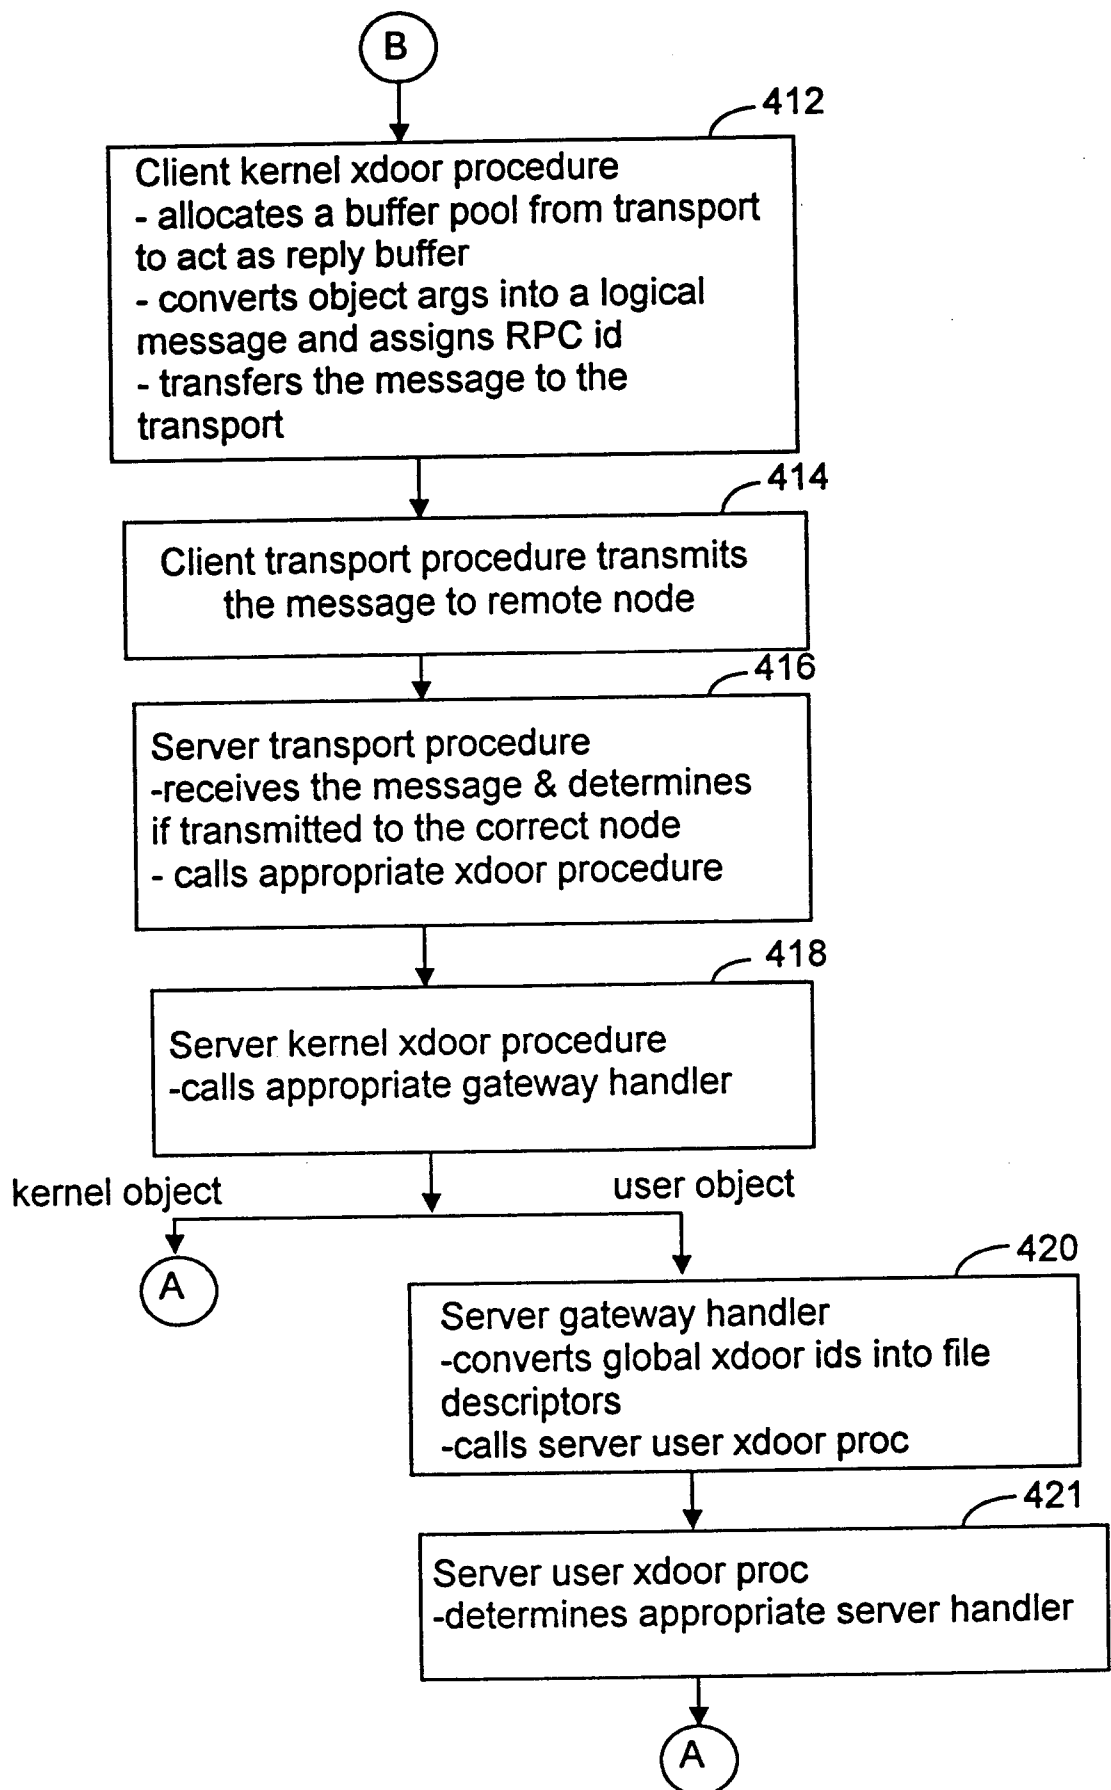 B
412
Client kernel xdoor procedure
- allocates a buffer pool from transport
to act as reply buffer
- converts object args into a logical
message and assigns RPC id
- transfers the message to the
transport
414
Client transport procedure transmits
the message to remote node
416
Server transport procedure
-receives the message & determines
if transmitted to the correct node
- calls appropriate xdoor procedure
418
Server kernel xdoor procedure
-calls appropriate gateway handler
kernel object
user object
A
420
Server gateway handler
-converts global xdoor ids into file
descriptors
-calls server user xdoor proc
421
Server user xdoor proc
-determines appropriate server handler
A